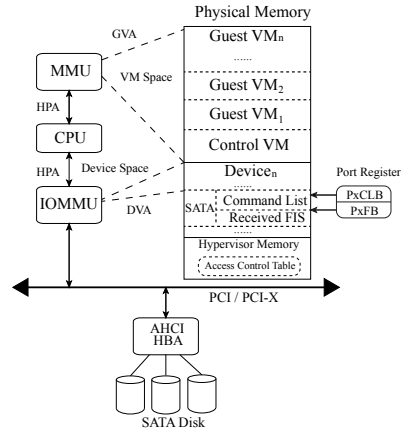 Physical Memory
GVA
Guest VMn
......
MMU
VM Space
Guest VM2
HPA
Guest VM1
CPU
Control VM
HPA
Device Space
Devicen
......
Port Register
IOMMU
SATA
Command List
PxCLB
DVA
Received FIS
PxFB
......
Hypervisor Memory
Access Control Table
PCI / PCI-X
AHCI
HBA
SATA Disk